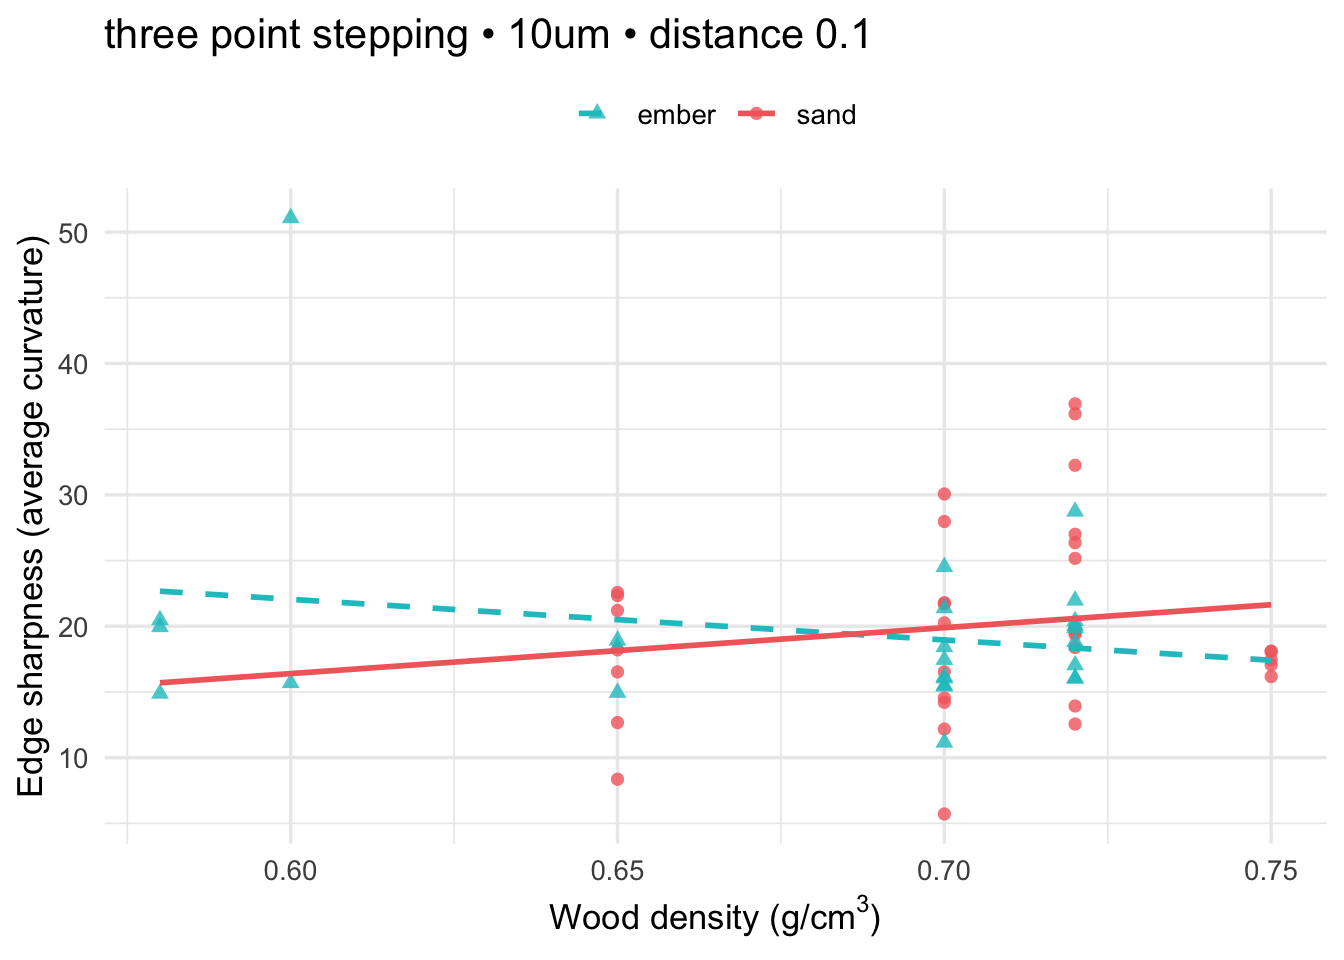 three point stepping • 10um • distance 0.1
ember sand
Edge sharpness (average curvature)
50
40
30
20
10
0.60 0.65 0.70 0.75
Wood density (g/cm³)